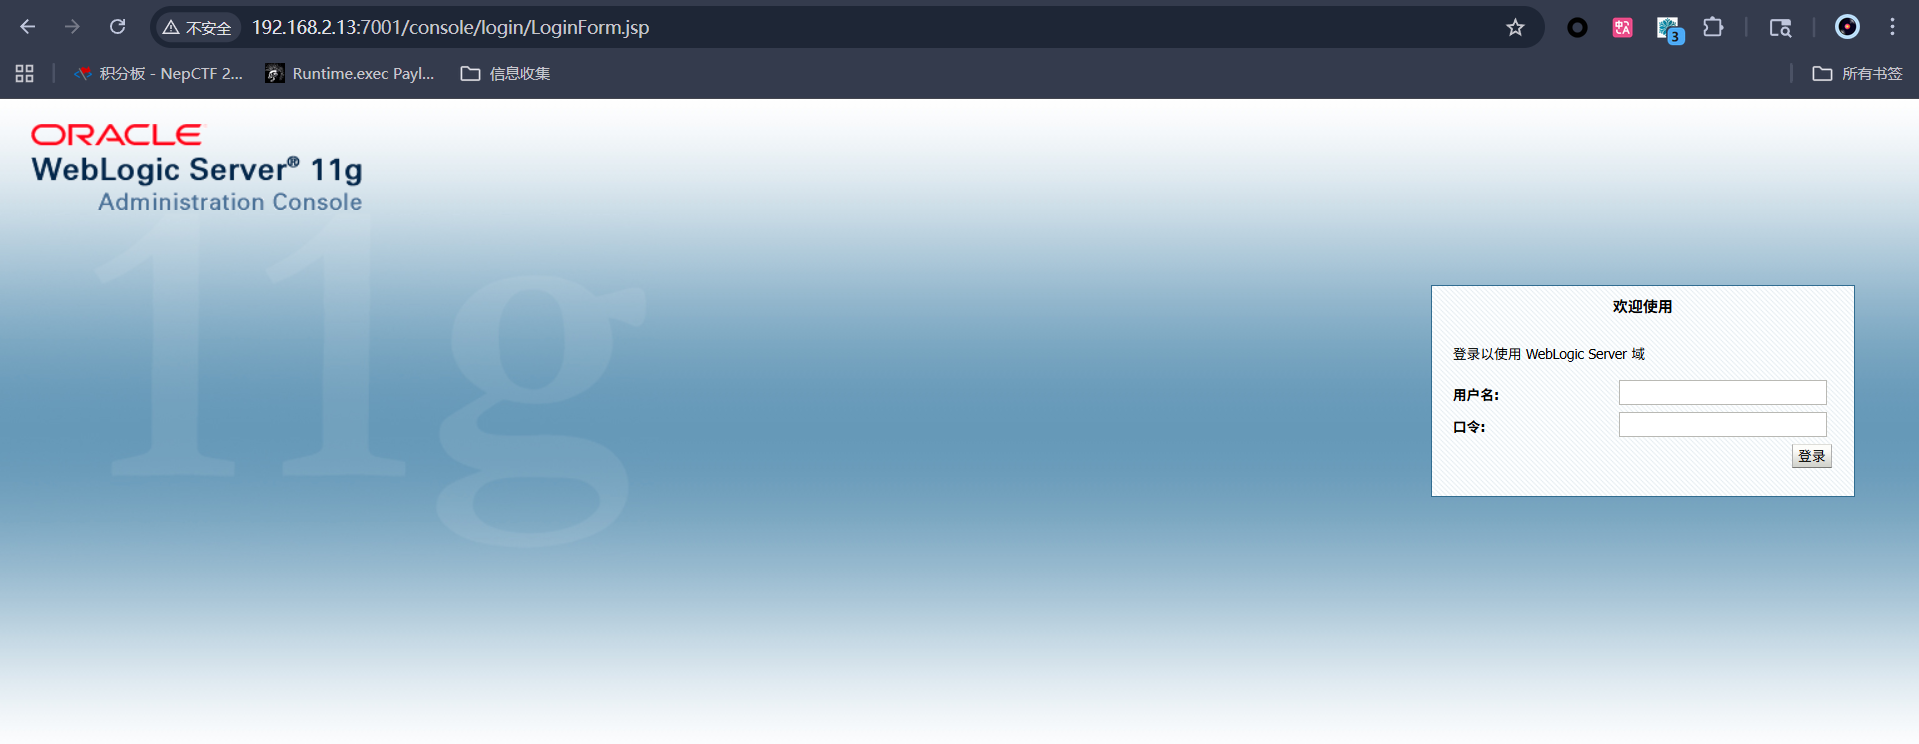 不安全 192.168.2.13:7001/console/login/LoginForm.jsp
3
积分板 - NepCTF 2... Runtime.exec Payl... 信息收集 所有书签
ORACLE
WebLogic Server® 11g
Administration Console
11g
欢迎使用
登录以使用 WebLogic Server 域
用户名:
口令:
登录